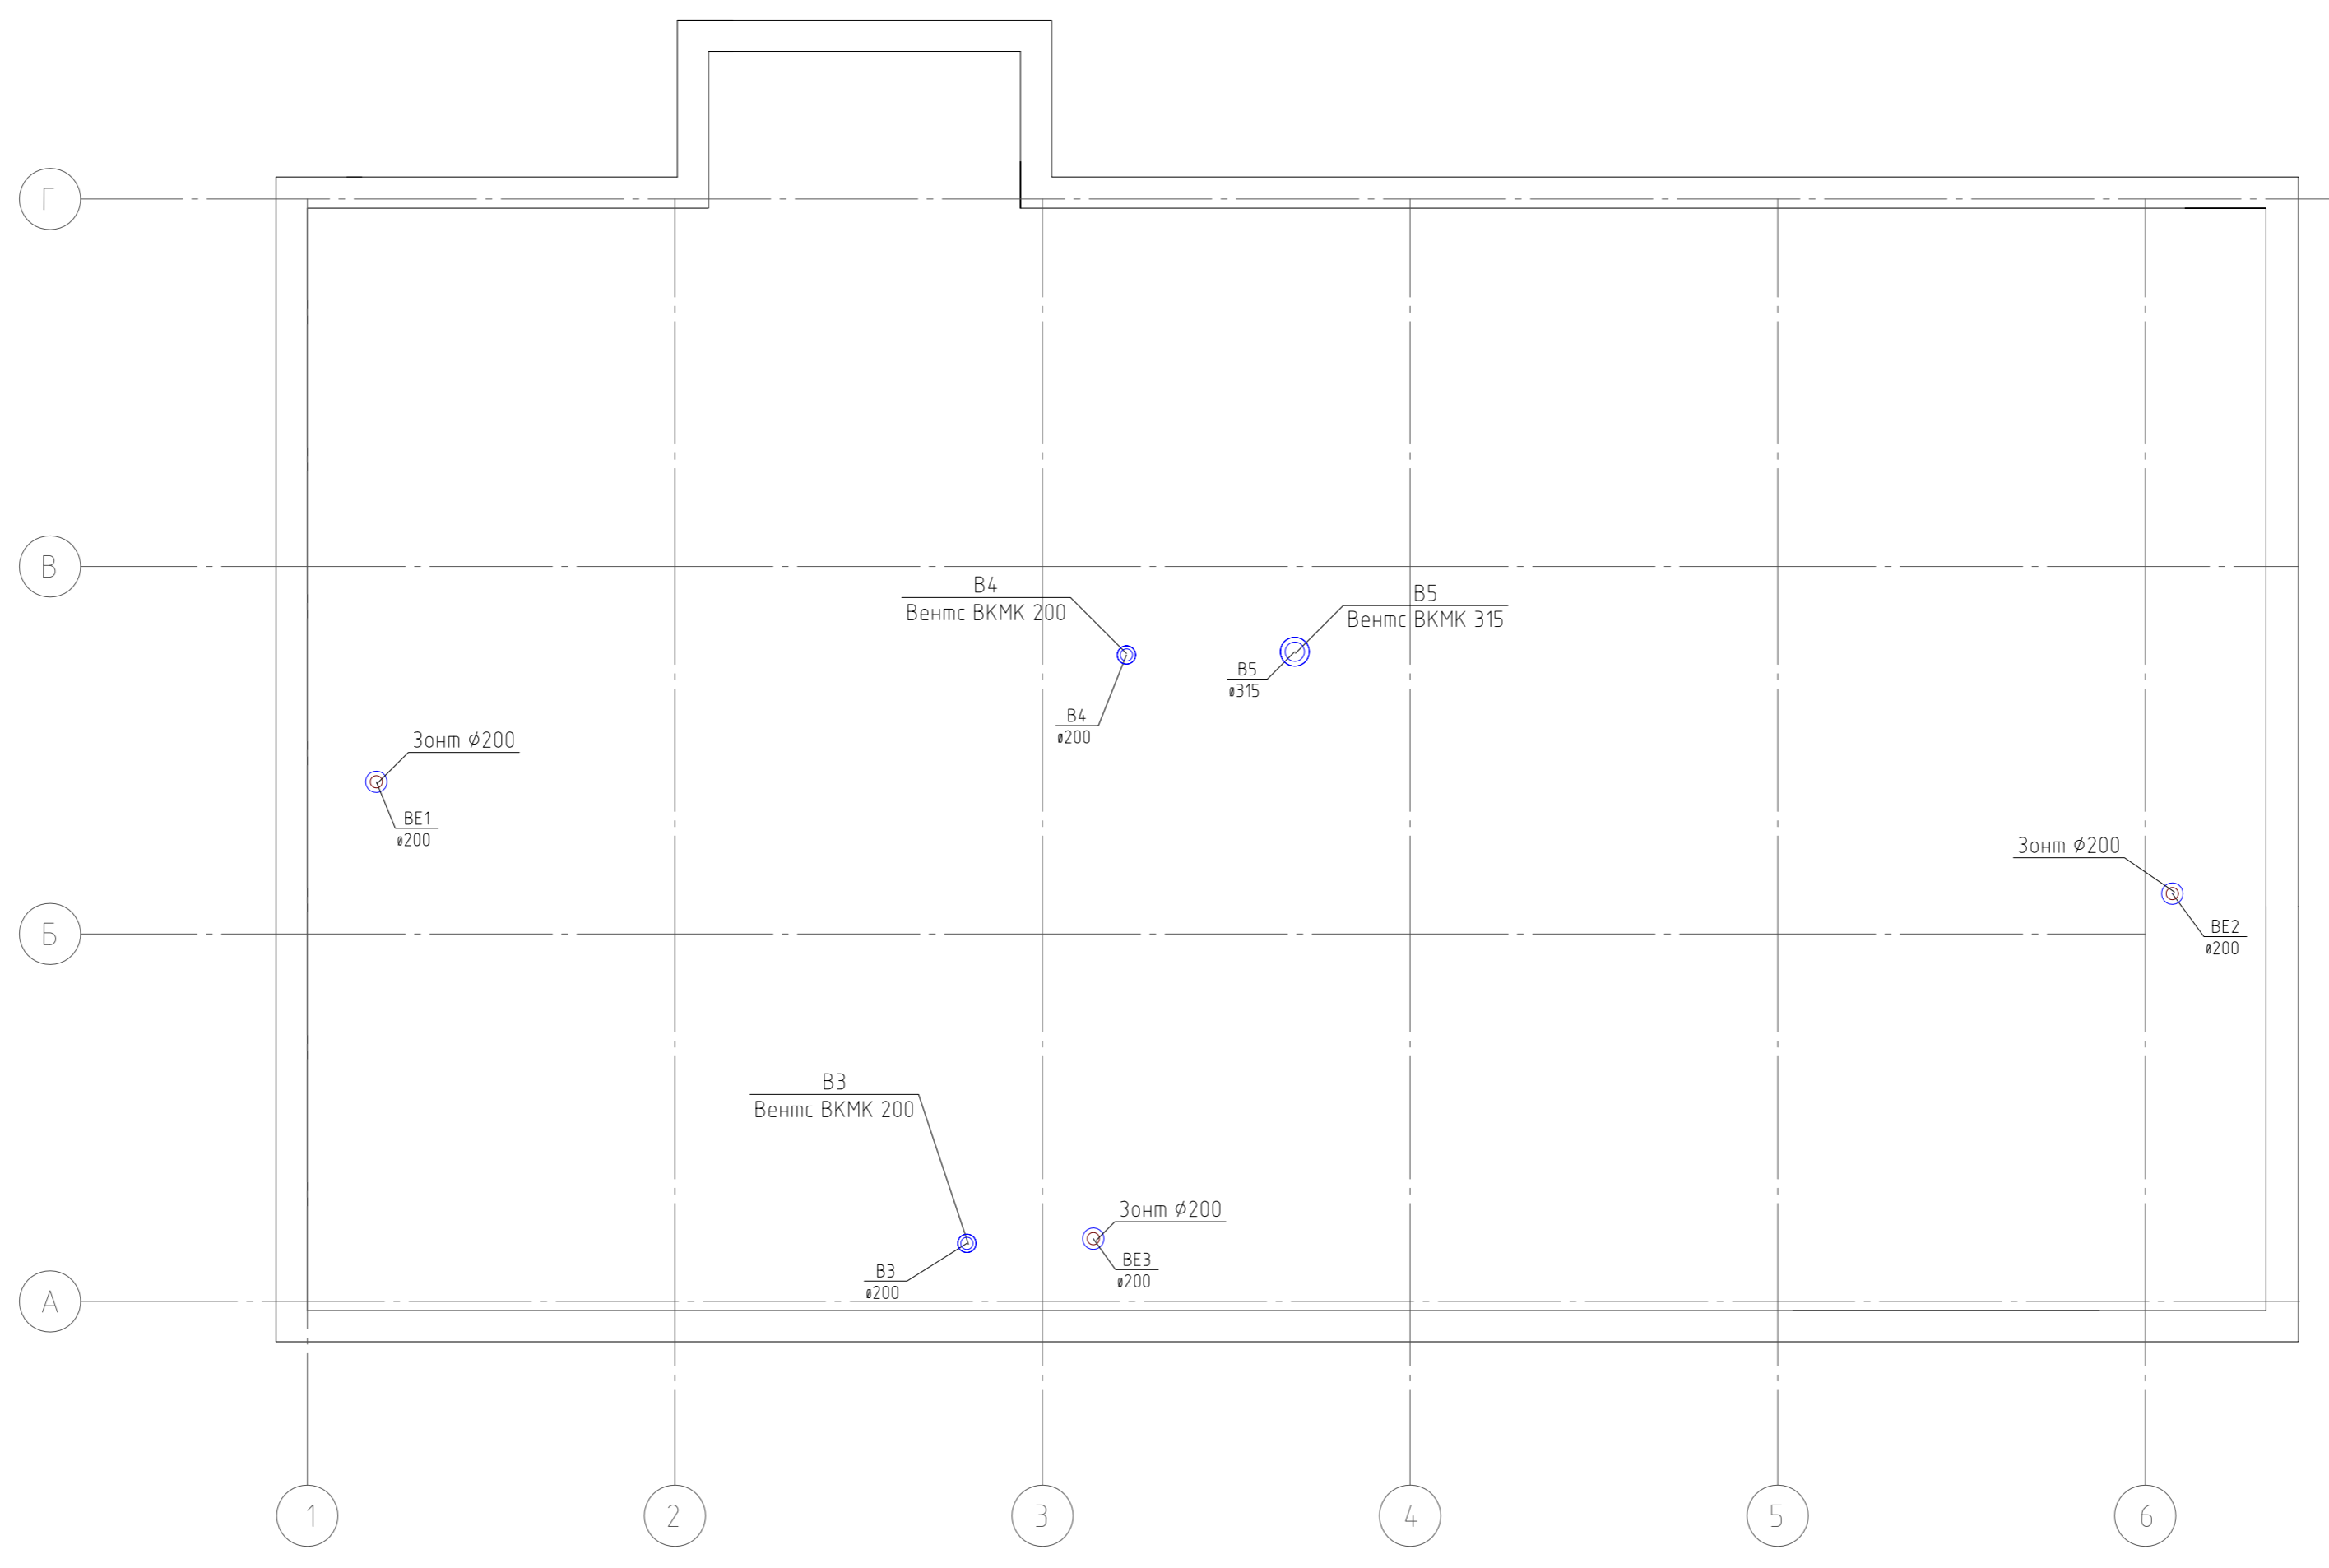 Г
В
В4
Вентс ВКМК 200
В5
Вентс ВКМК 315
В5
ø315
В4
ø200
Зонт Ø200
ВЕ1
ø200
Зонт Ø200
ВЕ2
ø200
Б
В3
Вентс ВКМК 200
Зонт Ø200
ВЕ3
ø200
В3
ø200
А
1
2
3
4
5
6